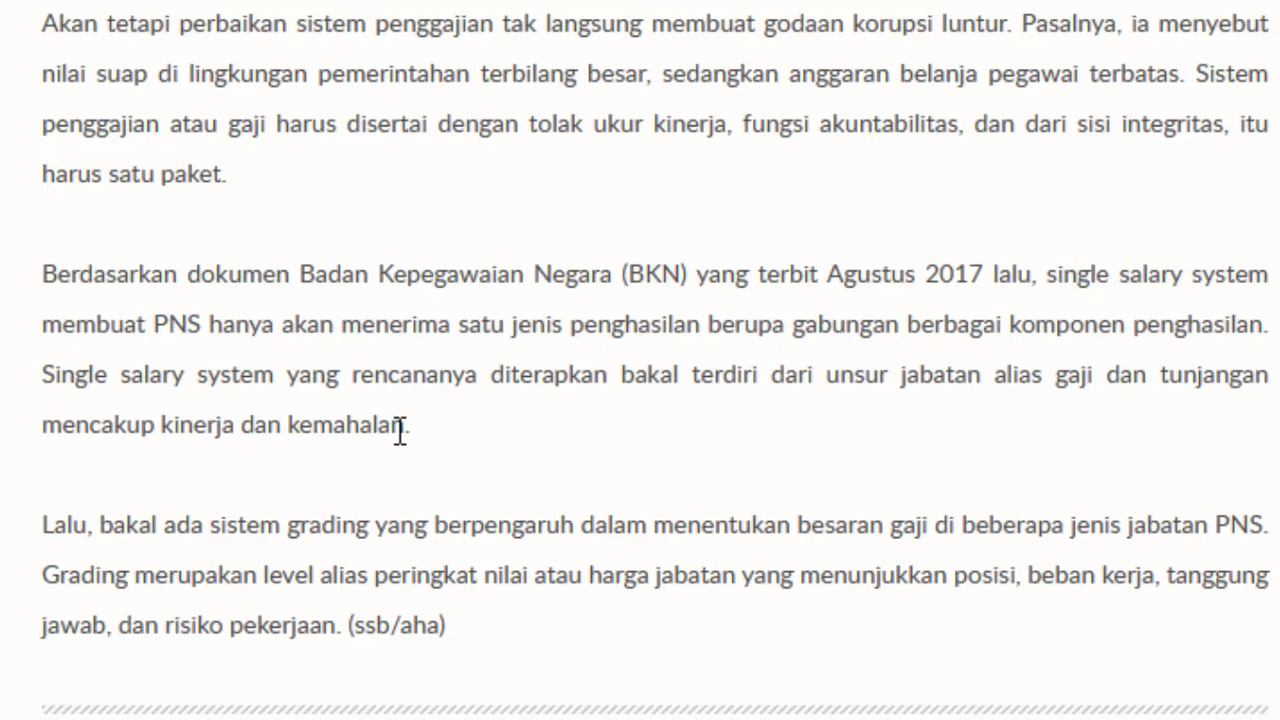 Akan tetapi perbaikan sistem penggajian tak langsung membuat godaan korupsi luntur. Pasalnya, ia menyebut
nilai suap di lingkungan pemerintahan terbilang besar, sedangkan anggaran belanja pegawai terbatas. Sistem
penggajian atau gaji harus disertai dengan tolak ukur kinerja, fungsi akuntabilitas, dan dari sisi integritas, itu
harus satu paket.
Berdasarkan dokumen Badan Kepegawaian Negara (BKN) yang terbit Agustus 2017 lalu, single salary system
membuat PNS hanya akan menerima satu jenis penghasilan berupa gabungan berbagai komponen penghasilan.
Single salary system yang rencananya diterapkan bakal terdiri dari unsur jabatan alias gaji dan tunjangan
mencakup kinerja dan kemahalan.
Lalu, bakal ada sistem grading yang berpengaruh dalam menentukan besaran gaji di beberapa jenis jabatan PNS.
Grading merupakan level alias peringkat nilai atau harga jabatan yang menunjukkan posisi, beban kerja, tanggung
jawab, dan risiko pekerjaan. (ssb/aha)